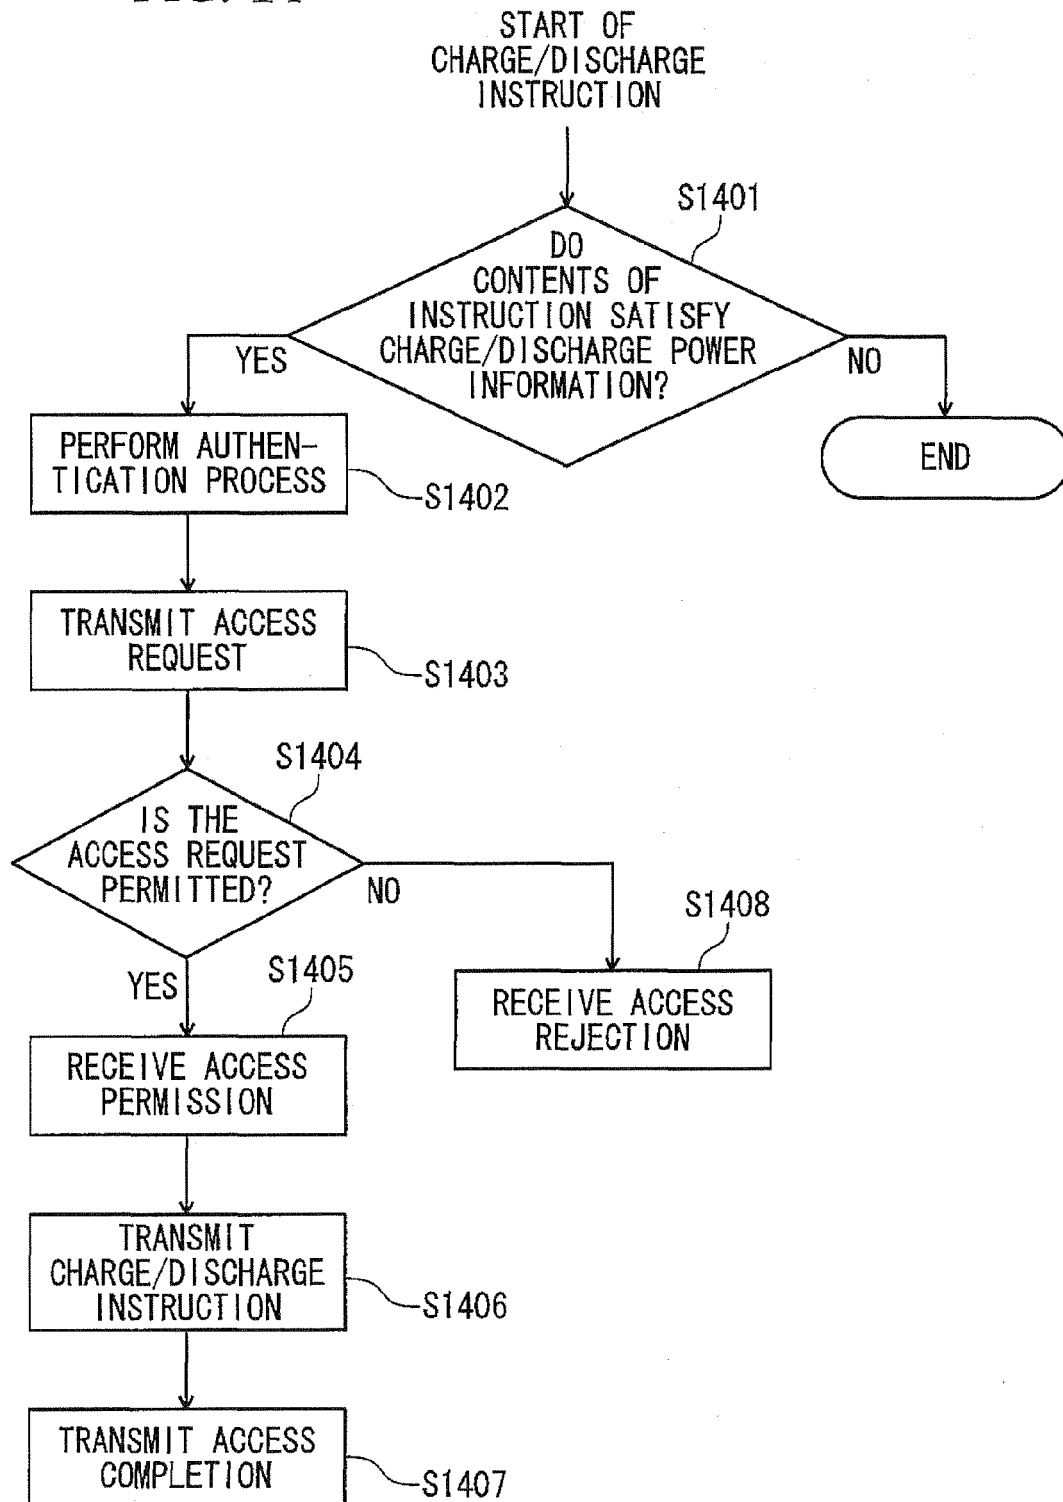 START OF
CHARGE/DISCHARGE
INSTRUCTION
S1401
DO
CONTENTS OF
INSTRUCTION SATISFY
CHARGE/DISCHARGE POWER
INFORMATION?
YES
NO
PERFORM AUTHEN-
TICATION PROCESS
S1402
END
TRANSMIT ACCESS
REQUEST
S1403
S1404
IS THE
ACCESS REQUEST
PERMITTED?
NO
YES
S1408
RECEIVE ACCESS
REJECTION
S1405
RECEIVE ACCESS
PERMISSION
TRANSMIT
CHARGE/DISCHARGE
INSTRUCTION
S1406
TRANSMIT ACCESS
COMPLETION
S1407